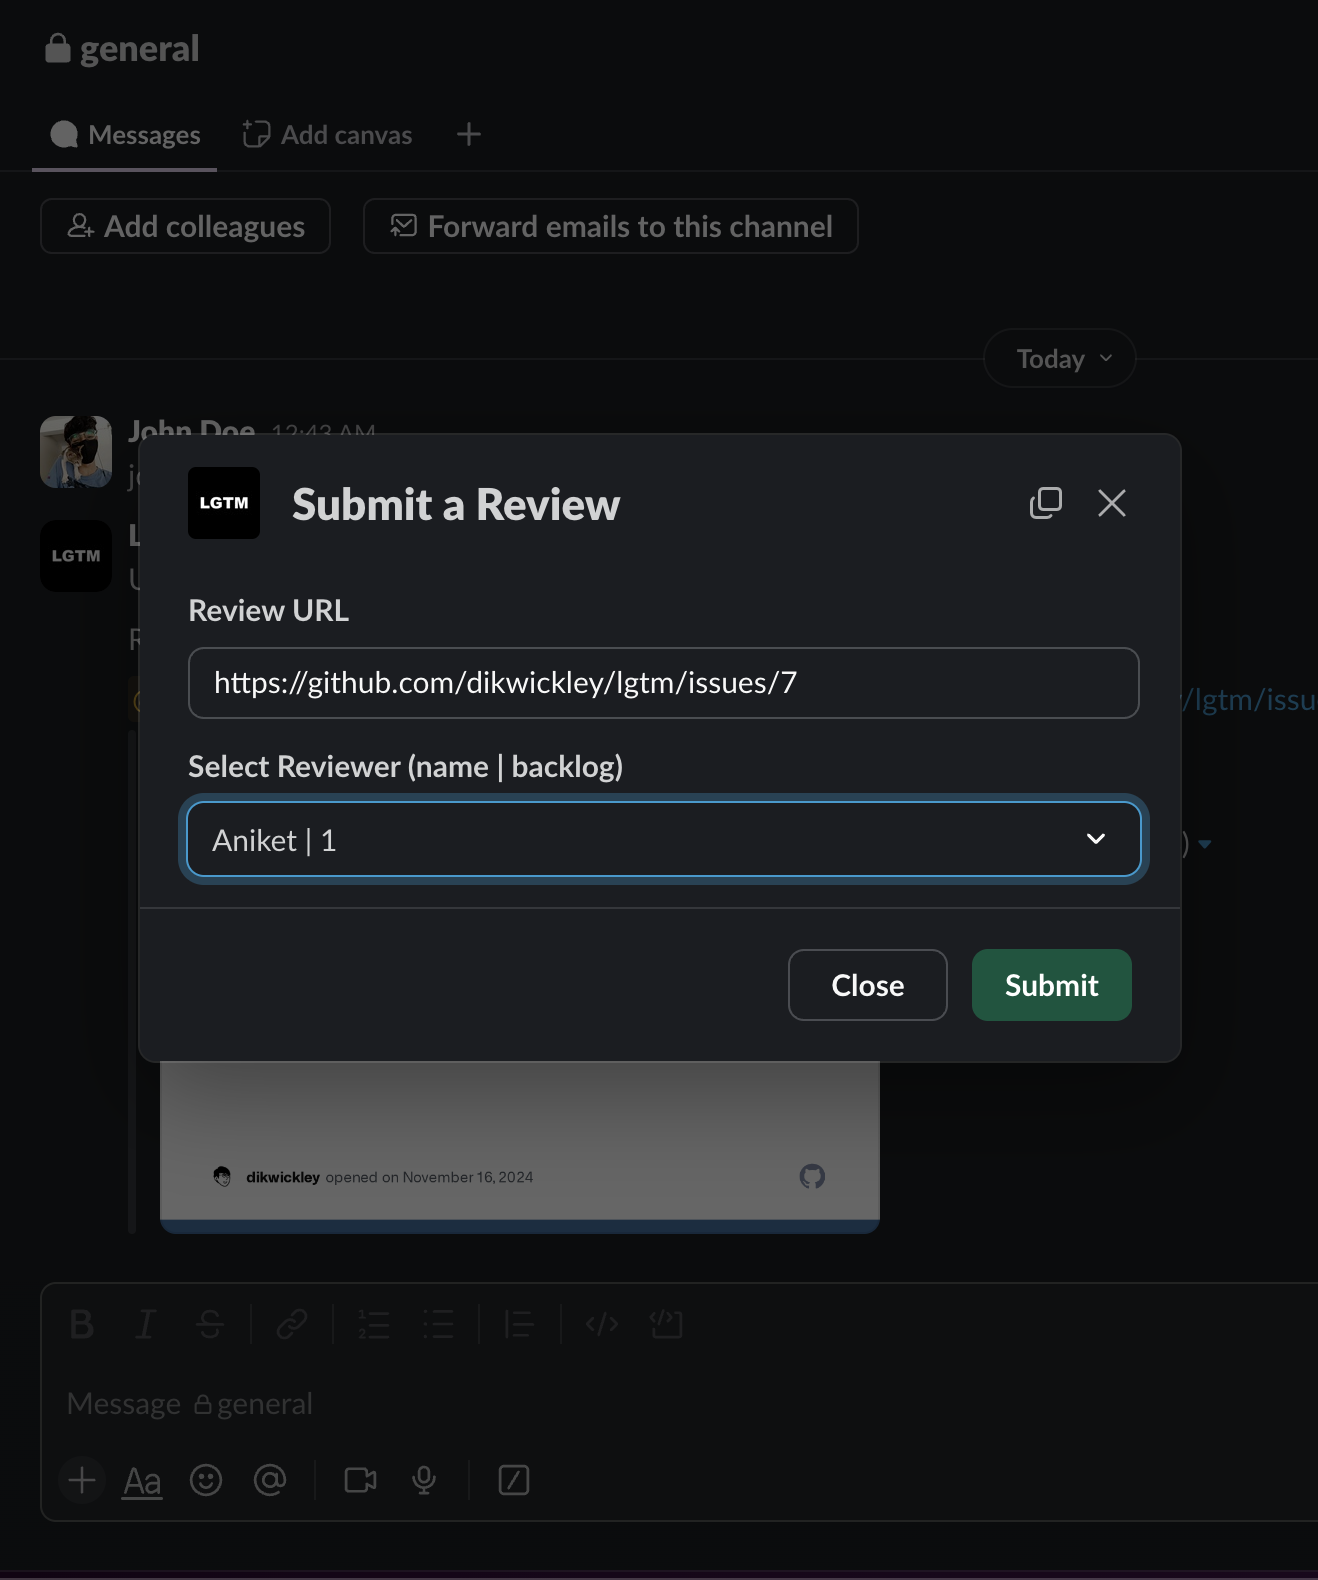 general
Messages Add canvas
Add colleagues Forward emails to this channel
Today
John Doe 12:43 AM
LGTM
Submit a Review
LGTM
Review URL
https://github.com/dikwickley/lgtm/issues/7
/lgtm/issu
Select Reviewer (name | backlog)
Aniket | 1
)
Close Submit
dikwickley opened on November 16, 2024
B I S
Message general
Aa